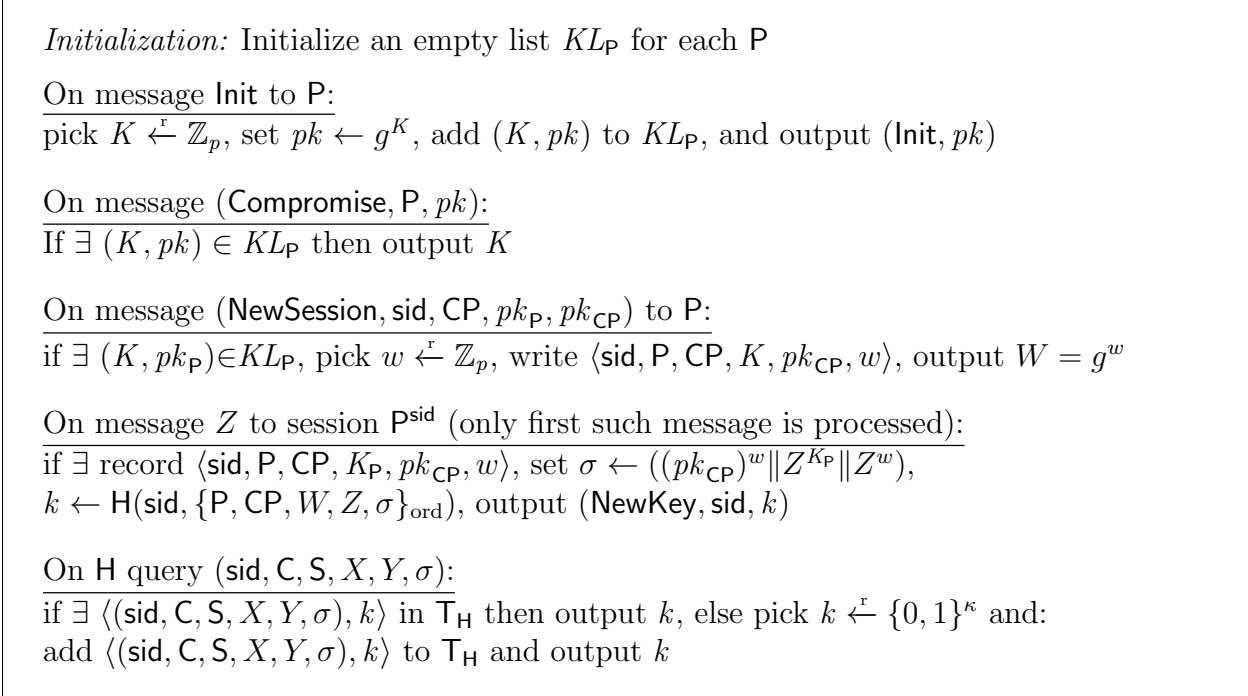 Initialization: Initialize an empty list KL_P for each P
On message Init to P:
pick K ←ʳ ℤ_p, set pk ← g^K, add (K, pk) to KL_P, and output (Init, pk)
On message (Compromise, P, pk):
If ∃ (K, pk) ∈ KL_P then output K
On message (NewSession, sid, CP, pk_P, pk_CP) to P:
if ∃ (K, pk_P)∈KL_P, pick w ←ʳ ℤ_p, write ⟨sid, P, CP, K, pk_CP, w⟩, output W = g^w
On message Z to session P^sid (only first such message is processed):
if ∃ record ⟨sid, P, CP, K_P, pk_CP, w⟩, set σ ← ((pk_CP)^w‖Z^{K_P}‖Z^w),
k ← H(sid, {P, CP, W, Z, σ}_ord), output (NewKey, sid, k)
On H query (sid, C, S, X, Y, σ):
if ∃ ⟨(sid, C, S, X, Y, σ), k⟩ in T_H then output k, else pick k ←ʳ {0, 1}^κ and:
add ⟨(sid, C, S, X, Y, σ), k⟩ to T_H and output k